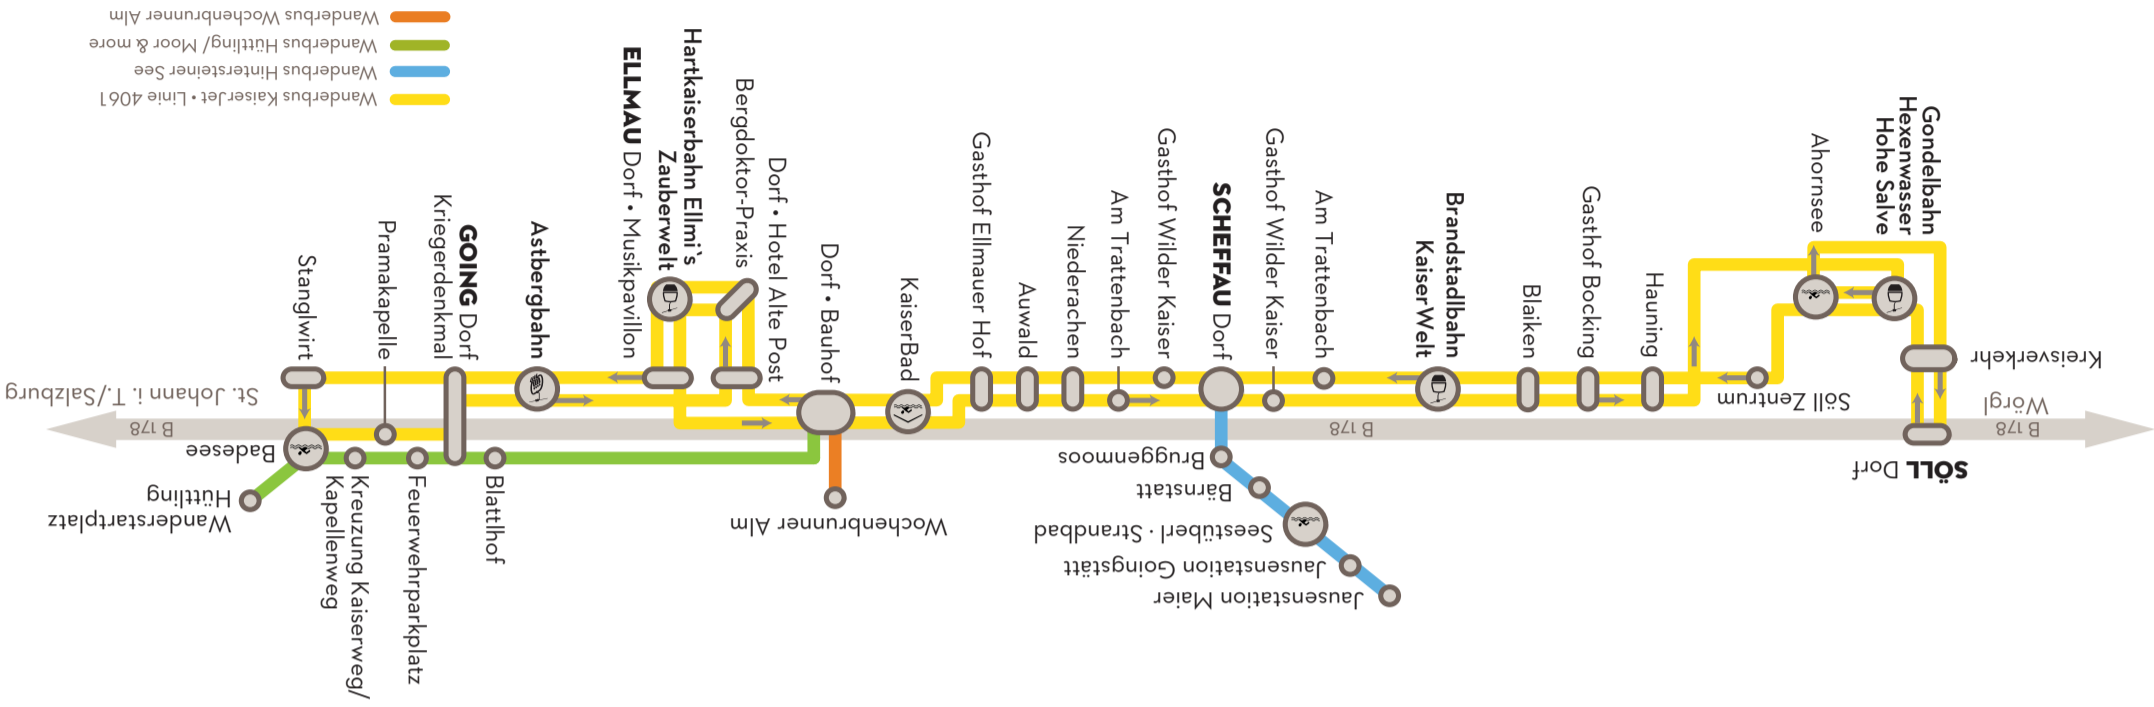 Wanderbus KaiserJet • Linie 4061
Wanderbus Hintersteiner See
Wanderbus Hüttling/ Moor & more
Wanderbus Wochenbrunner Alm
SÖLL Dorf
B 178
Wörgl
Kreisverkehr
Gondelbahn
Hexenwasser
Hohe Salve
Ahornsee
Söll Zentrum
Hauning
Gasthof Bocking
Blaiken
Brandstadlbahn
KaiserWelt
B 178
Am Trattenbach
Gasthof Wilder Kaiser
SCHEFFAU Dorf
Gasthof Wilder Kaiser
Am Trattenbach
Niederachen
Auwald
Gasthof Ellmauer Hof
KaiserBad
Dorf • Bauhof
Dorf • Hotel Alte Post
Bergdoktor-Praxis
Hartkaiserbahn Ellmi`s
Zauberwelt
ELLMAU Dorf • Musikpavillon
Astbergbahn
GOING Dorf
Kriegerdenkmal
Pramakapelle
Stanglwirt
St. Johann i. T./Salzburg
B 178
Badesee
Wanderstartplatz
Hüttling
Kreuzung Kaiserweg/
Kapellenweg
Feuerwehrparkplatz
Blattlhof
Wochenbrunner Alm
Bruggenmoos
Bärnstatt
Seestüberl · Strandbad
Jausenstation Goingstätt
Jausenstation Maier